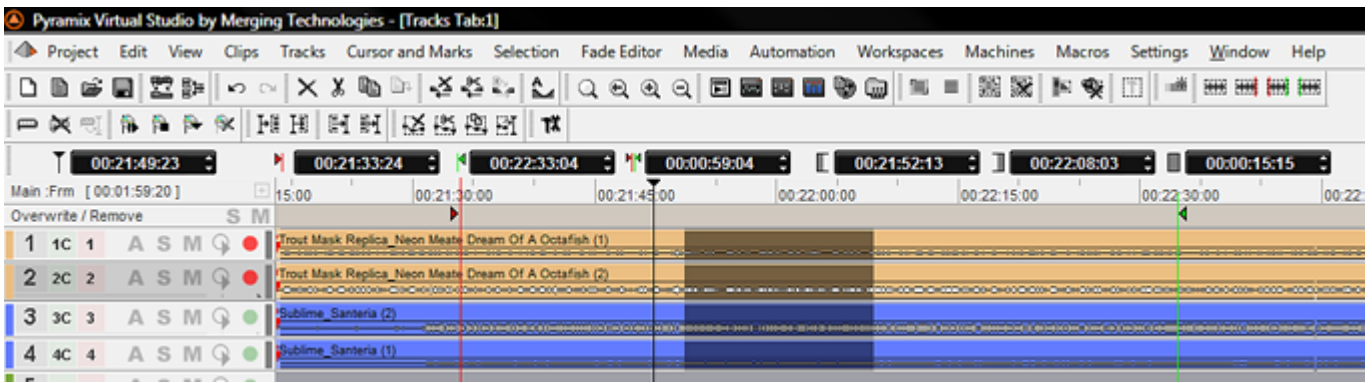 Pyramix Virtual Studio by Merging Technologies - [Tracks Tab:1]
Project Edit View Clips Tracks Cursor and Marks Selection Fade Editor Media Automation Workspaces Machines Macros Settings Window Help
00:21:49:23 00:21:33:24 00:22:33:04 00:00:59:04 00:21:52:13 00:22:08:03 00:00:15:15
Main :Frm [ 00:01:59:20 ] 15:00 00:21:30:00 00:21:45:00 00:22:00:00 00:22:15:00 00:22:30:00 00:22:
Overwrite / Remove S M
1 1C 1 A S M Trout Mask Replica_Neon Meate Dream Of A Octafish (1)
2 2C 2 A S M Trout Mask Replica_Neon Meate Dream Of A Octafish (2)
3 3C 3 A S M Sublime_Santeria (2)
4 4C 4 A S M Sublime_Santeria (1)